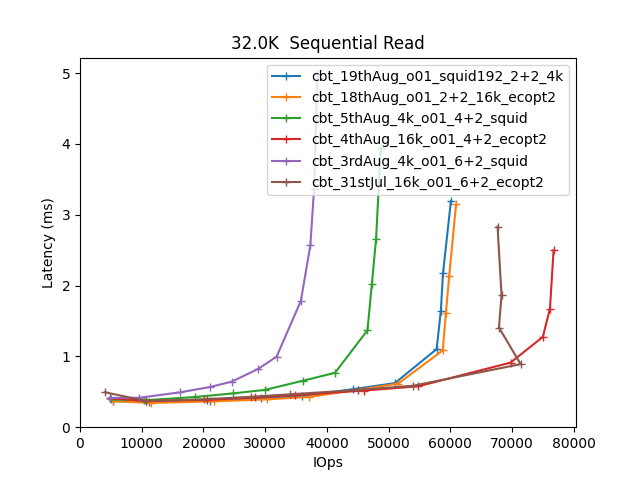 32.0K  Sequential Read
cbt_19thAug_o01_squid192_2+2_4k
cbt_18thAug_o01_2+2_16k_ecopt2
cbt_5thAug_4k_o01_4+2_squid
cbt_4thAug_16k_o01_4+2_ecopt2
cbt_3rdAug_4k_o01_6+2_squid
cbt_31stJul_16k_o01_6+2_ecopt2
Latency (ms)
5
4
3
2
1
0
0 10000 20000 30000 40000 50000 60000 70000 80000
IOps